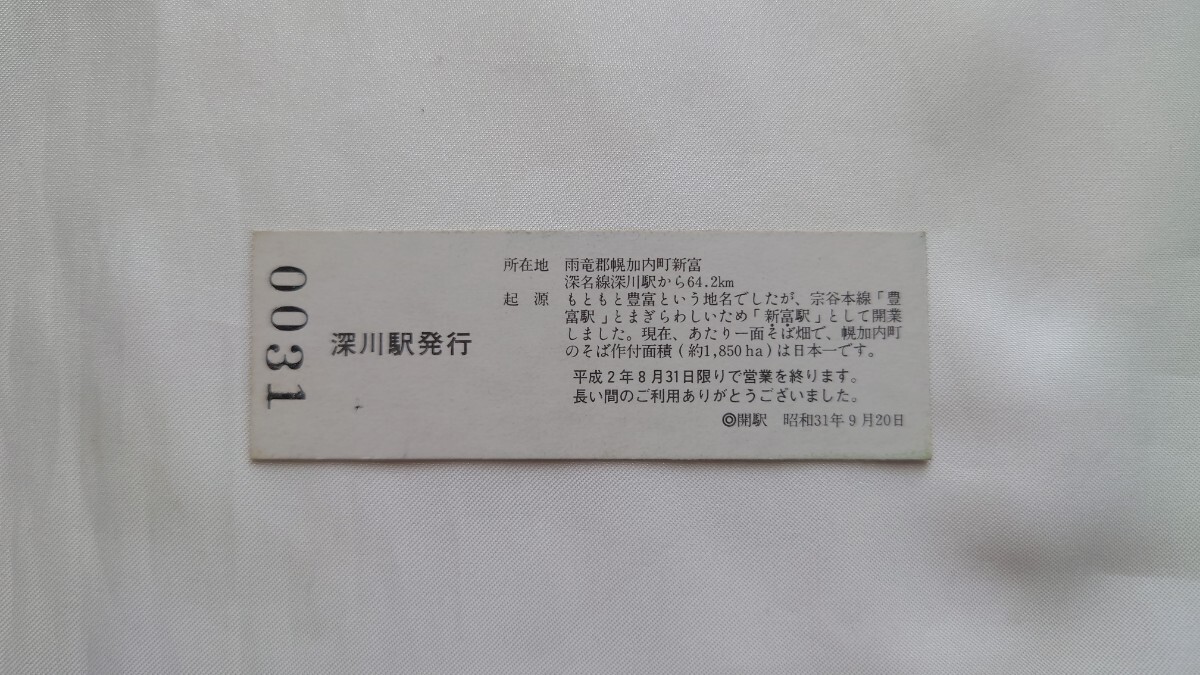 0031
深川駅発行
所在地 雨竜郡幌加内町新富
深名線深川駅から64.2km
起 源 もともと豊富という地名でしたが、宗谷本線「豊
富駅」とまぎらわしいため「新富駅」として開業
しました。現在、あたり一面そば畑で、幌加内町
のそば作付面積(約1,850ha)は日本一です。
平成2年8月31日限りで営業を終ります。
長い間のご利用ありがとうございました。
◎開駅 昭和31年9月20日